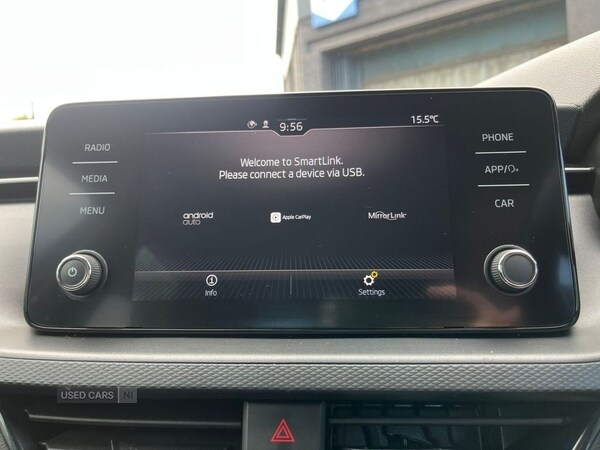 9:56
15.5℃
RADIO
MEDIA
MENU
Welcome to SmartLink.
Please connect a device via USB.
android auto
Apple CarPlay
MirrorLink
Info
Settings
PHONE
APP/
CAR
USED CARS NI